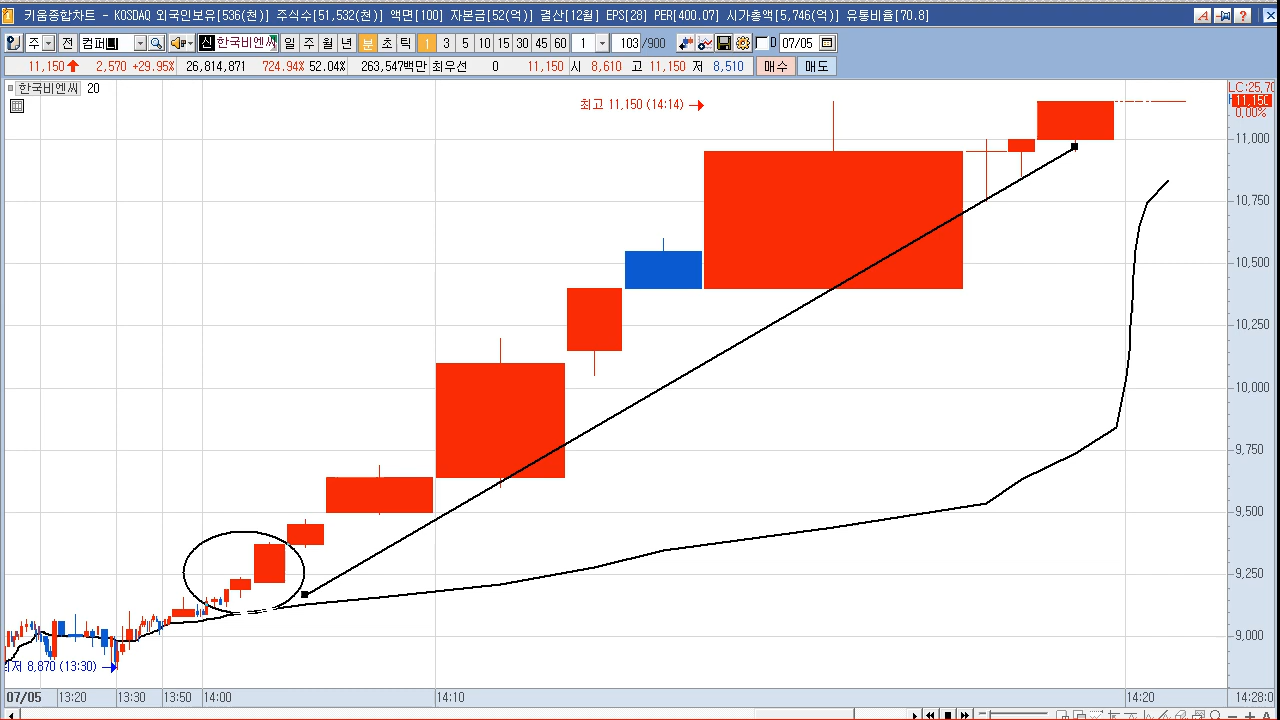 키움종합차트 - KOSDAQ 외국인보유[536(천)] 주식수[51,532(천)] 액면[100] 자본금[52(억)] 결산[12월] EPS[28] PER[400.07] 시가총액[5,746(억)] 유통비율[70.8]
주 전 컴퍼 신 한국비엔씨 일 주 월 년 분 초 틱 1 3 5 10 15 30 45 60 1 103 /900 D 07/05
11,150 2,570 +29.95% 26,814,871 724.94% 52.04% 263,547백만 최우선 0 11,150 시 8,610 고 11,150 저 8,510 매수 매도
한국비엔씨 20
LC:25,70
최고 11,150 (14:14)
11,150
0,00%
11,000
10,750
10,500
10,250
10,000
9,750
9,500
9,250
9,000
8,870 (13:30)
07/05 13:20 13:30 13:50 14:00 14:10 14:20 14:28:0